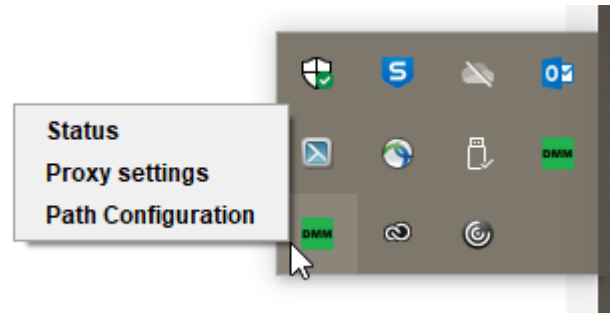 Status
Proxy settings
Path Configuration
S
O
DMM
DMM